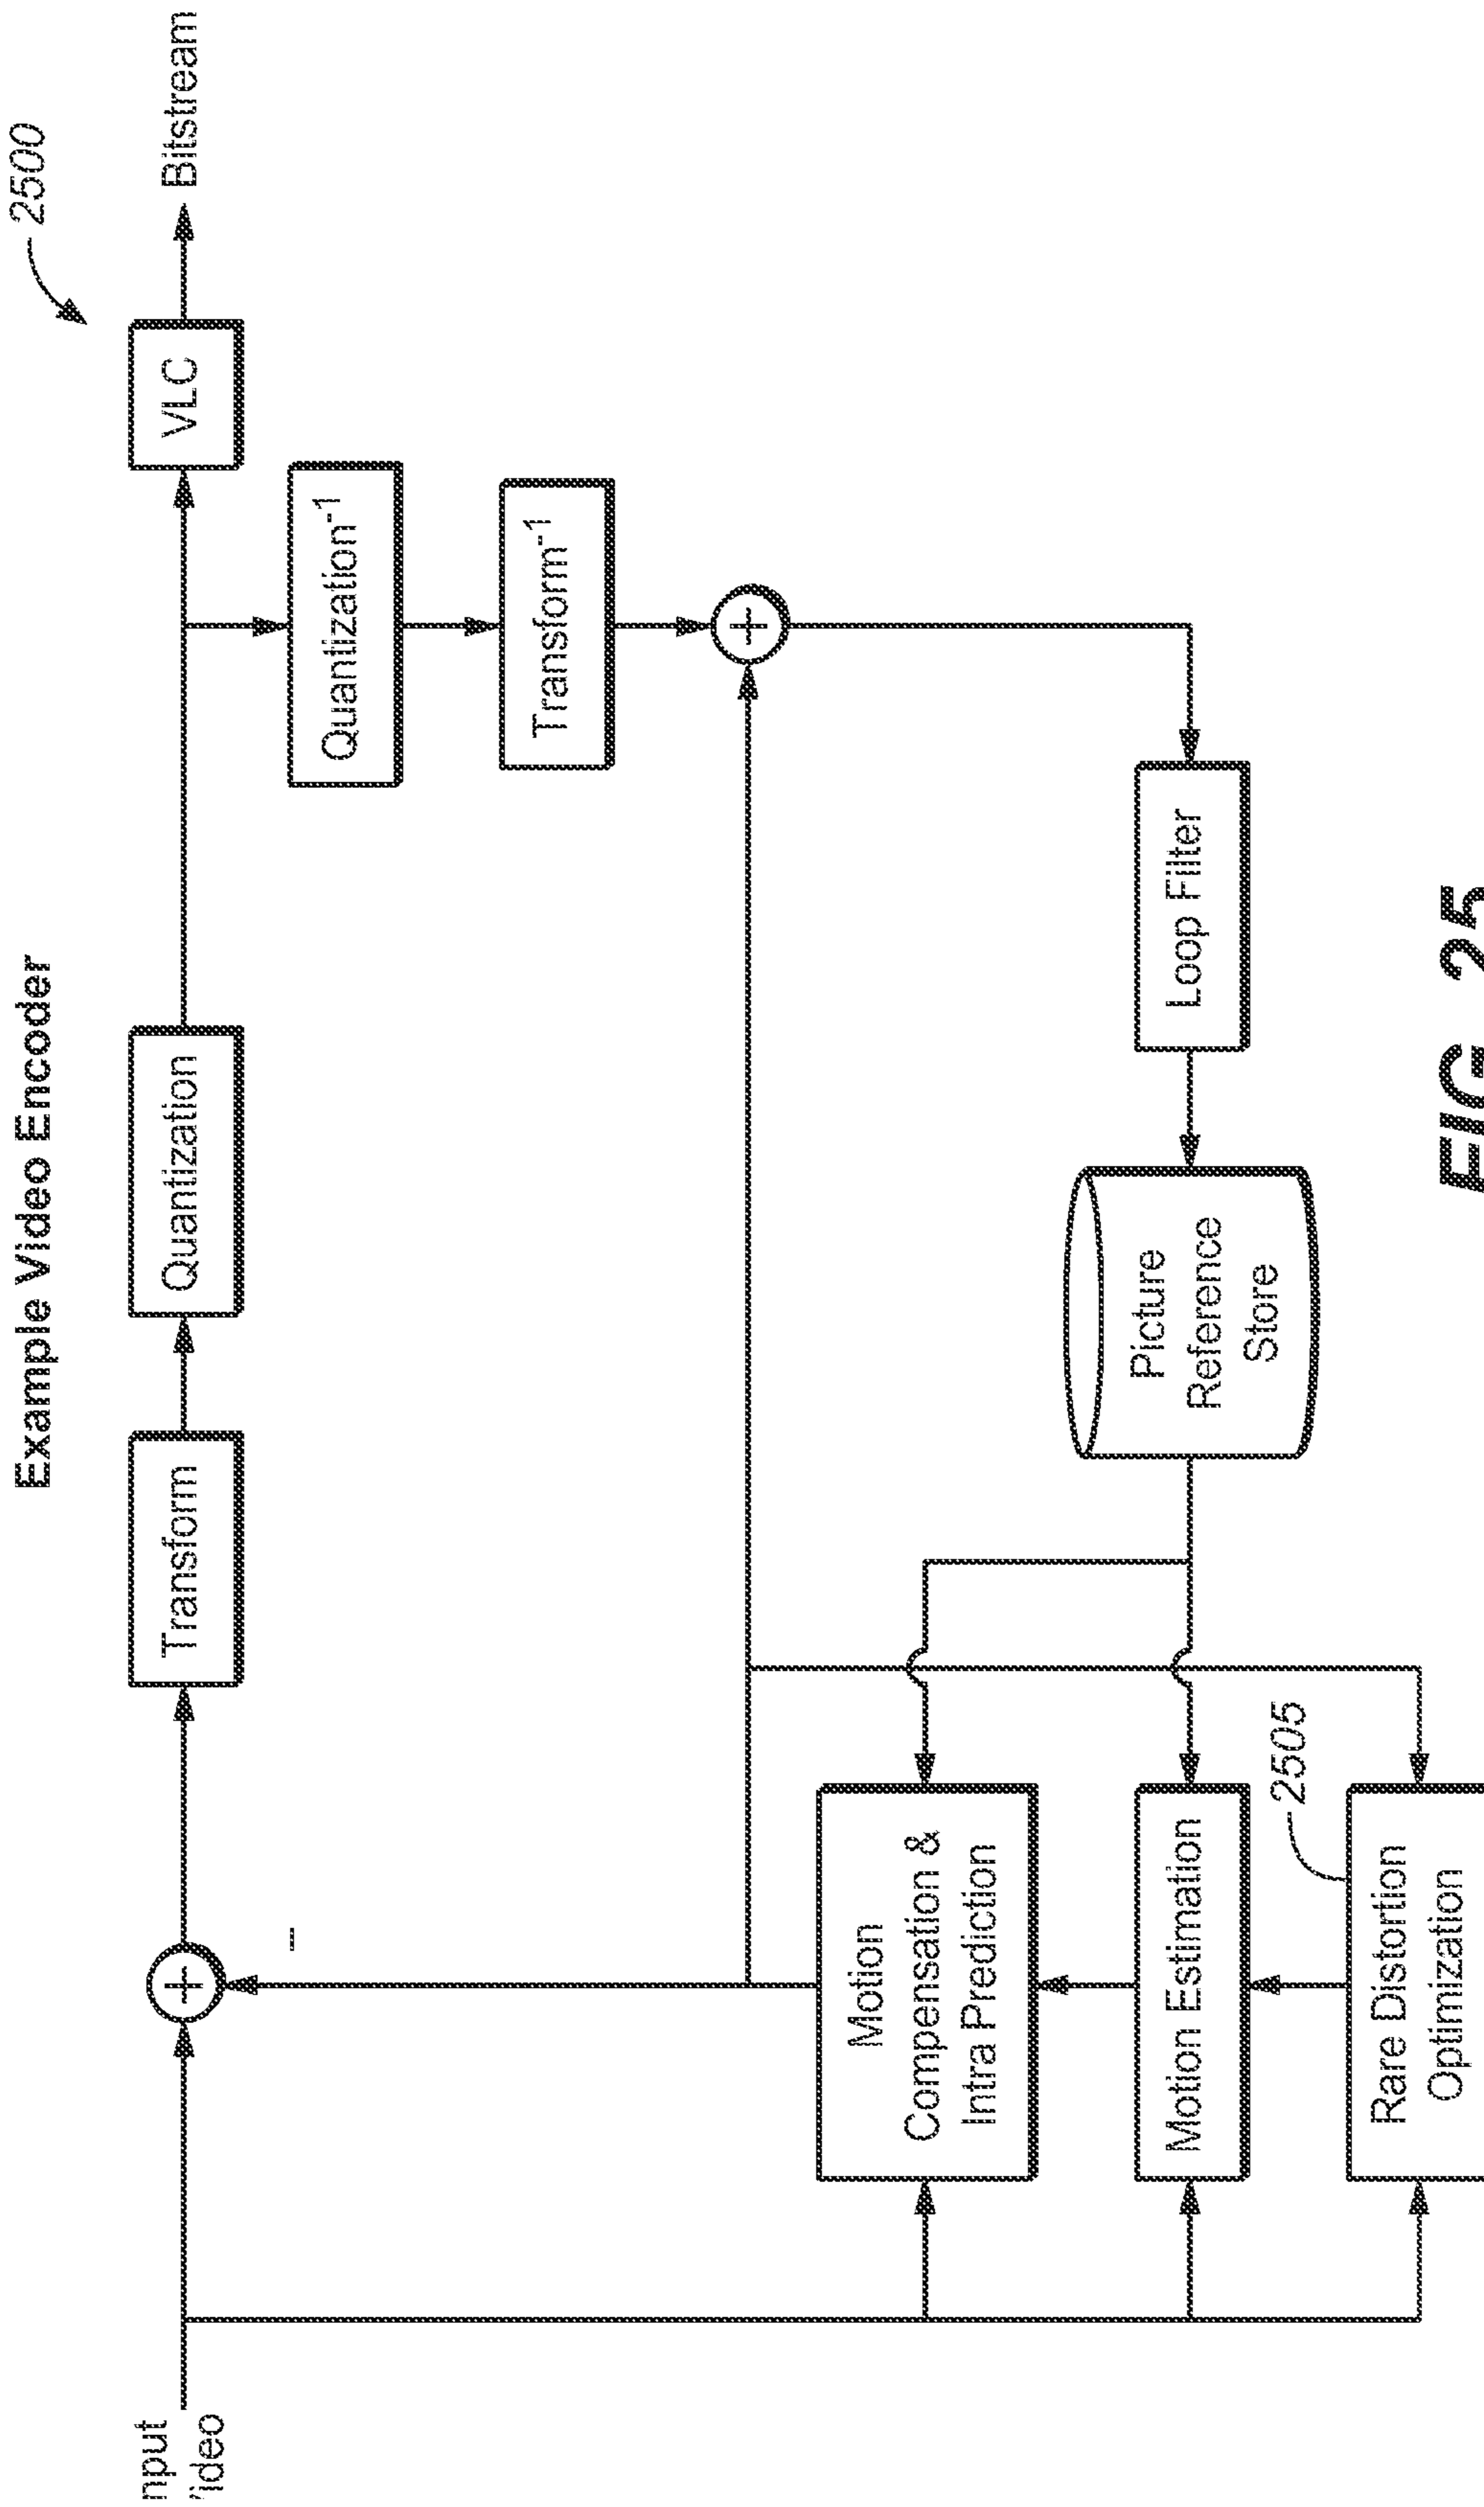 Example Video Encoder
2500
Transform
Quantization
VLC
Bitstream
Quantization-1
Transform-1
+
+
-
Motion
Compensation &
Intra Prediction
Motion Estimation
2505
Rare Distortion
Optimization
Picture
Reference
Store
Loop Filter
FIG. 25